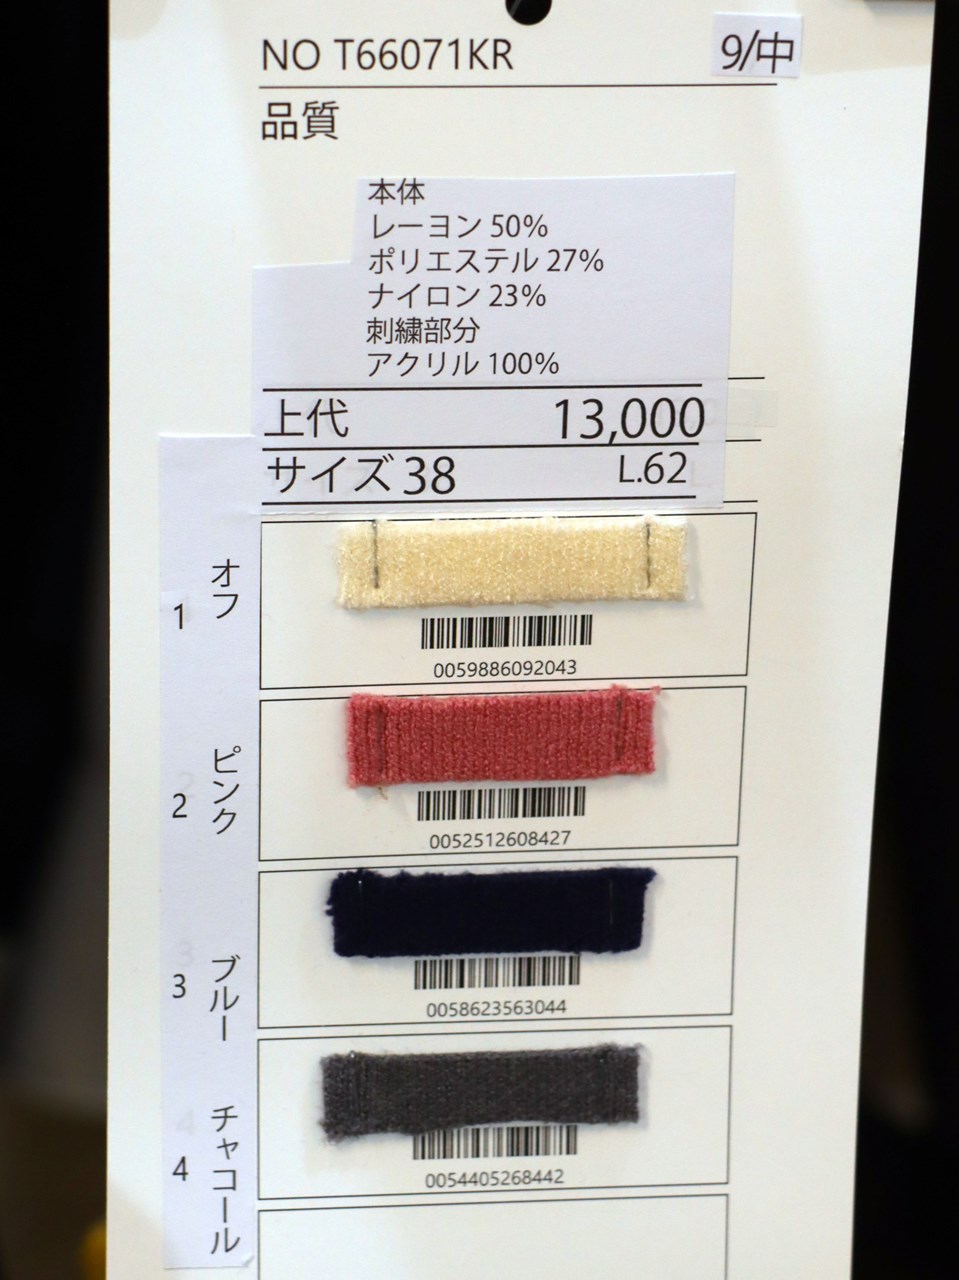 NO T66071KR
9/中
品質
本体
レーヨン 50%
ポリエステル 27%
ナイロン 23%
刺繍部分
アクリル 100%
上代 13,000
サイズ 38 L.62
1 オフ
0059886092043
2 ピンク
0052512608427
3 ブルー
0058623563044
4 チャコール
0054405268442